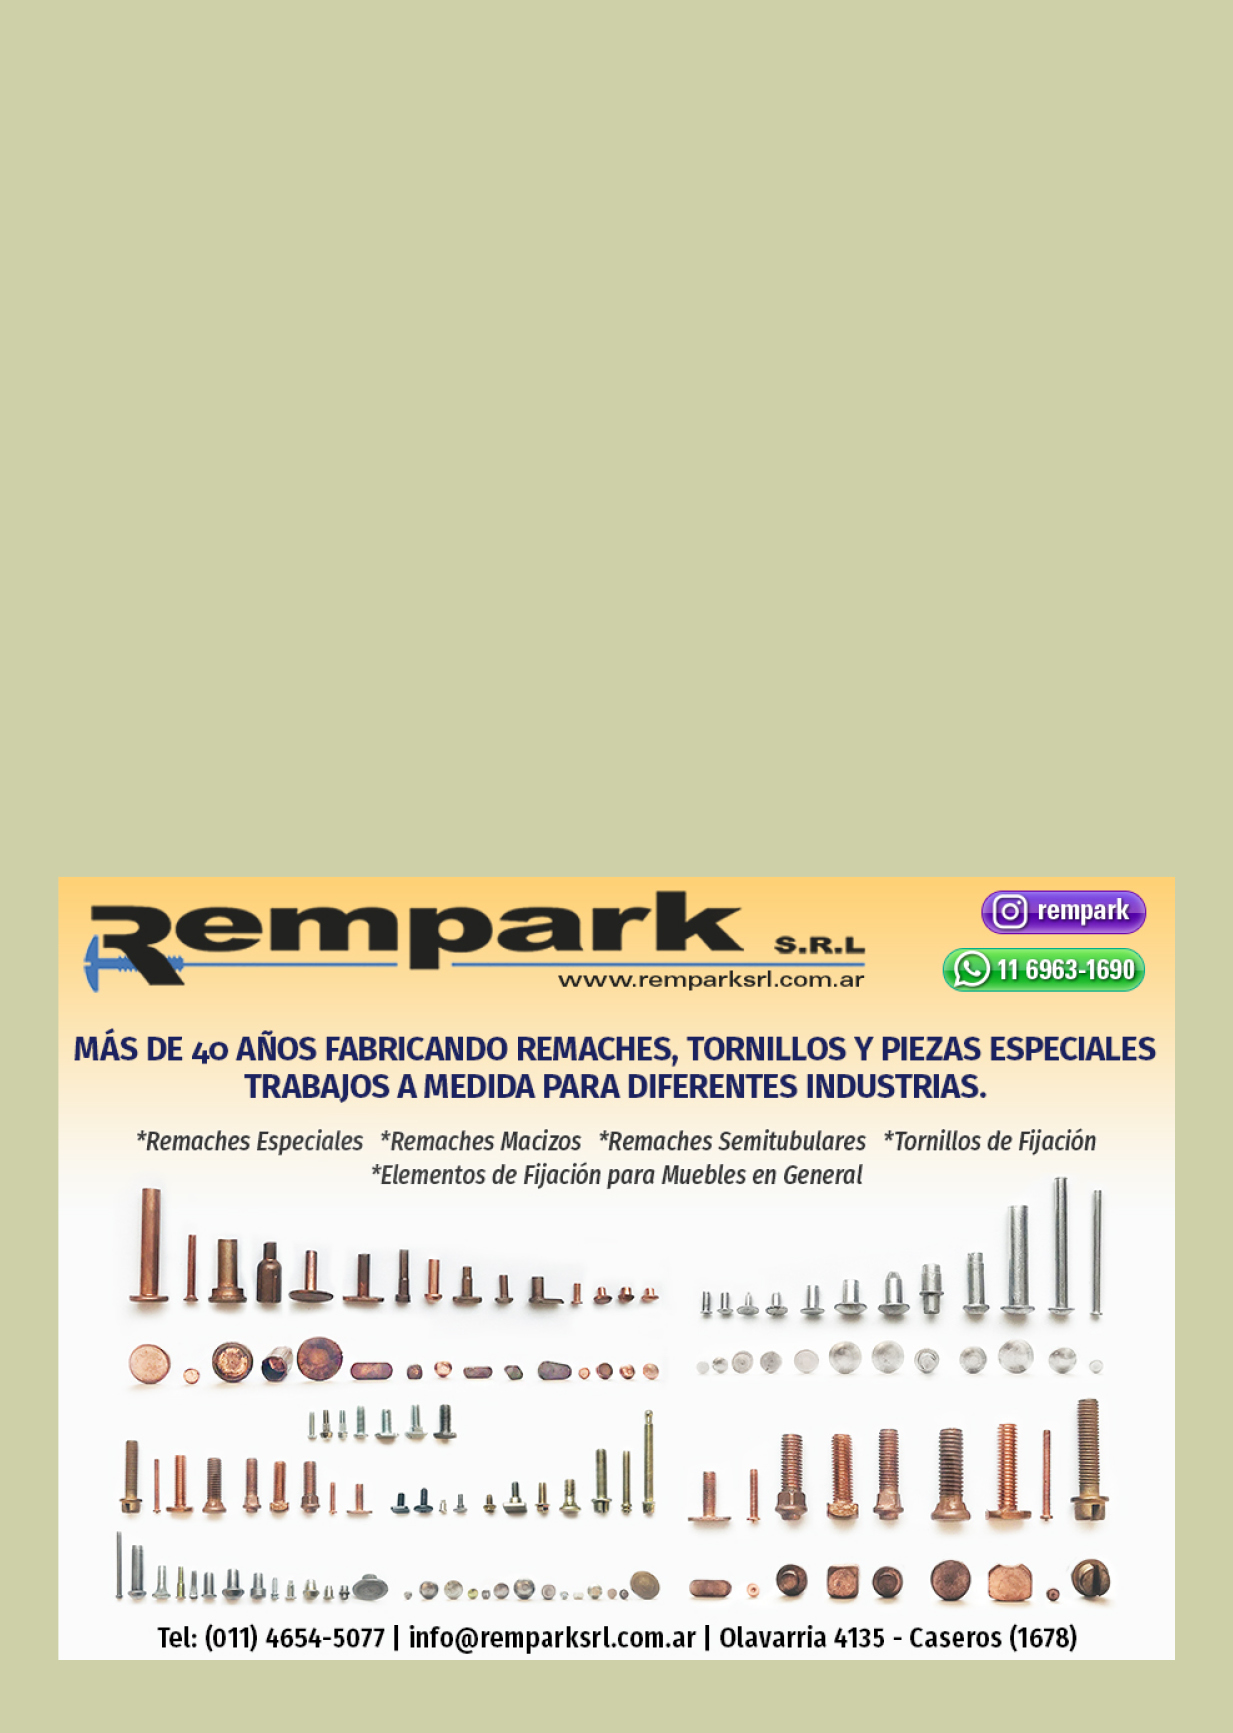 Rempark S.R.L
www.remparksrl.com.ar
rempark
11 6963-1690
MÁS DE 40 AÑOS FABRICANDO REMACHES, TORNILLOS Y PIEZAS ESPECIALES
TRABAJOS A MEDIDA PARA DIFERENTES INDUSTRIAS.
*Remaches Especiales *Remaches Macizos *Remaches Semitubulares *Tornillos de Fijación
*Elementos de Fijación para Muebles en General
Tel: (011) 4654-5077 | info@remparksrl.com.ar | Olavarria 4135 - Caseros (1678)